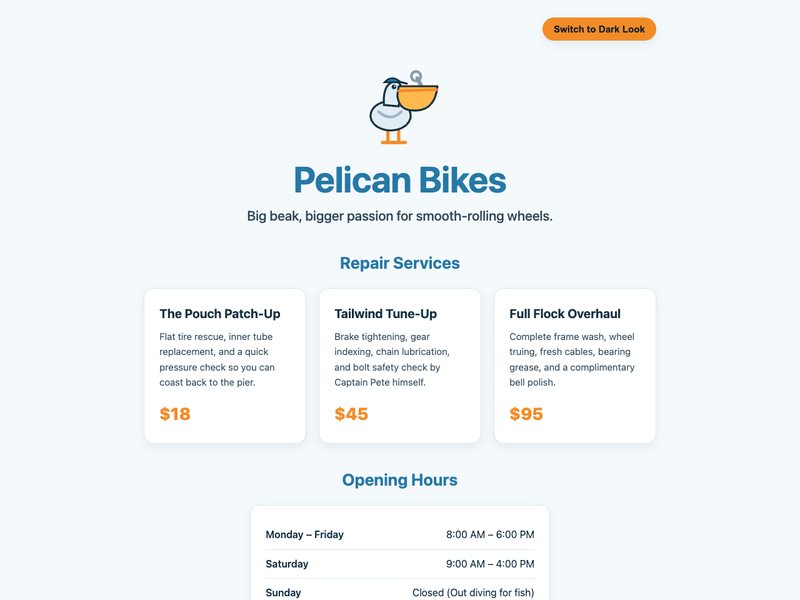 Switch to Dark Look
Pelican Bikes
Big beak, bigger passion for smooth-rolling wheels.
Repair Services
The Pouch Patch-Up
Flat tire rescue, inner tube
replacement, and a quick
pressure check so you can
coast back to the pier.
$18
Tailwind Tune-Up
Brake tightening, gear
indexing, chain lubrication,
and bolt safety check by
Captain Pete himself.
$45
Full Flock Overhaul
Complete frame wash, wheel
truing, fresh cables, bearing
grease, and a complimentary
bell polish.
$95
Opening Hours
Monday – Friday 8:00 AM – 6:00 PM
Saturday 9:00 AM – 4:00 PM
Sunday Closed (Out diving for fish)